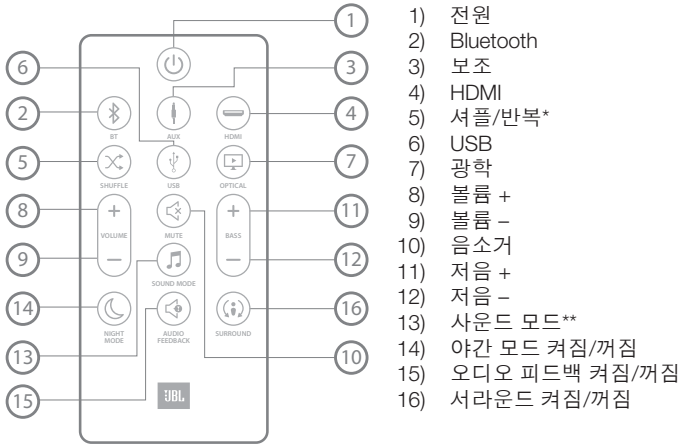 1
6
3
2
BT
AUX
HDMI
4
5
SHUFFLE
USB
OPTICAL
7
8
+
+
11
VOLUME
MUTE
BASS
9
–
–
12
SOUND MODE
14
NIGHT
MODE
AUDIO
FEEDBACK
SURROUND
16
13
10
15
JBL
1) 전원
2) Bluetooth
3) 보조
4) HDMI
5) 셔플/반복*
6) USB
7) 광학
8) 볼륨 +
9) 볼륨 –
10) 음소거
11) 저음 +
12) 저음 –
13) 사운드 모드**
14) 야간 모드 켜짐/꺼짐
15) 오디오 피드백 켜짐/꺼짐
16) 서라운드 켜짐/꺼짐